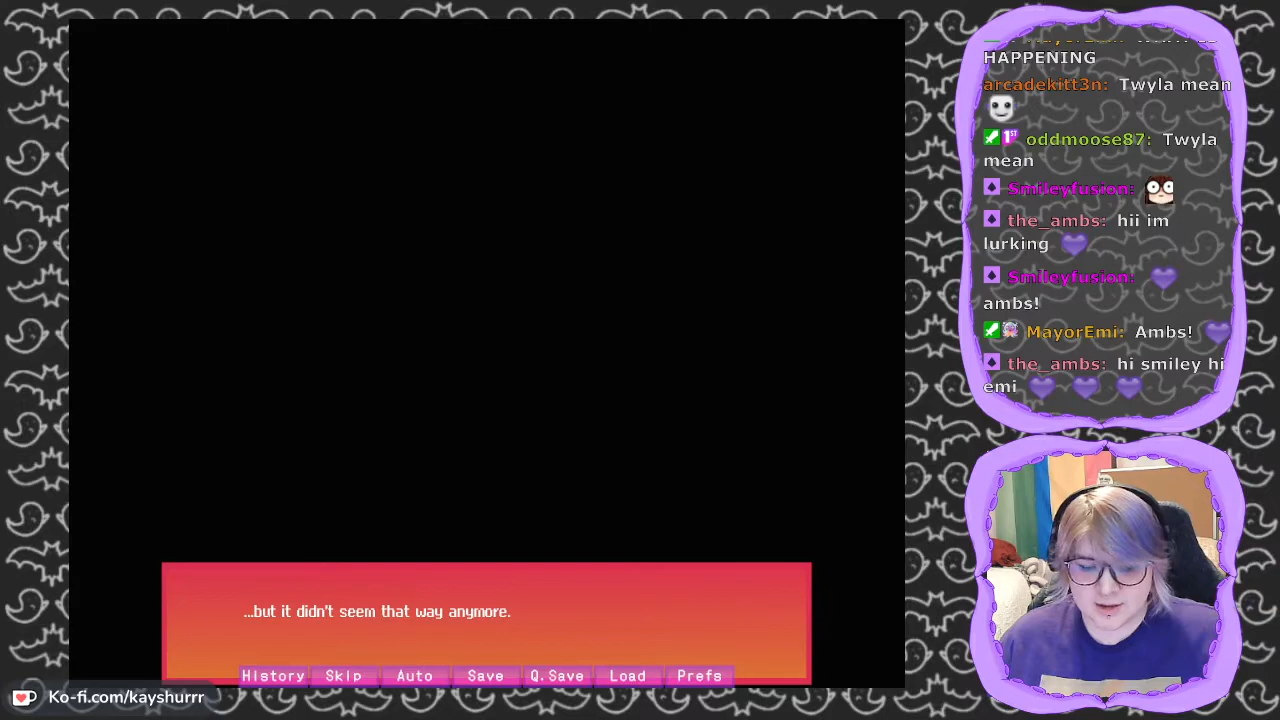 HAPPENING
arcadekitt3n: Twyla mean
oddmoose87: Twyla
mean
Smileyfusion:
the_ambs: hii im
lurking
Smileyfusion:
ambs!
MayorEmi: Ambs!
the_ambs: hi smiley hi
emi
...but it didn't seem that way anymore.
History Skip Auto Save Q.Save Load Prefs
Ko-fi.com/kayshurrr